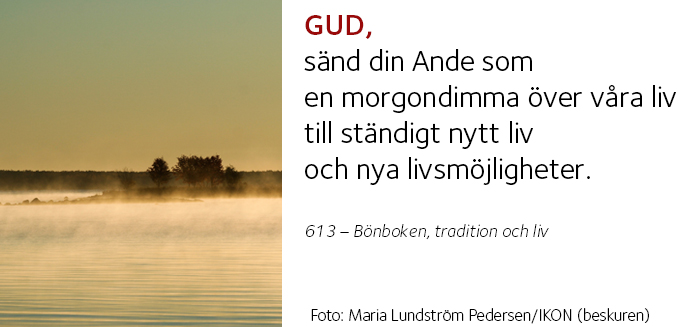 GUD,
sänd din Ande som
en morgondimma över våra liv
till ständigt nytt liv
och nya livsmöjligheter.
613 – Bönboken, tradition och liv
Foto: Maria Lundström Pedersen/IKON (beskuren)